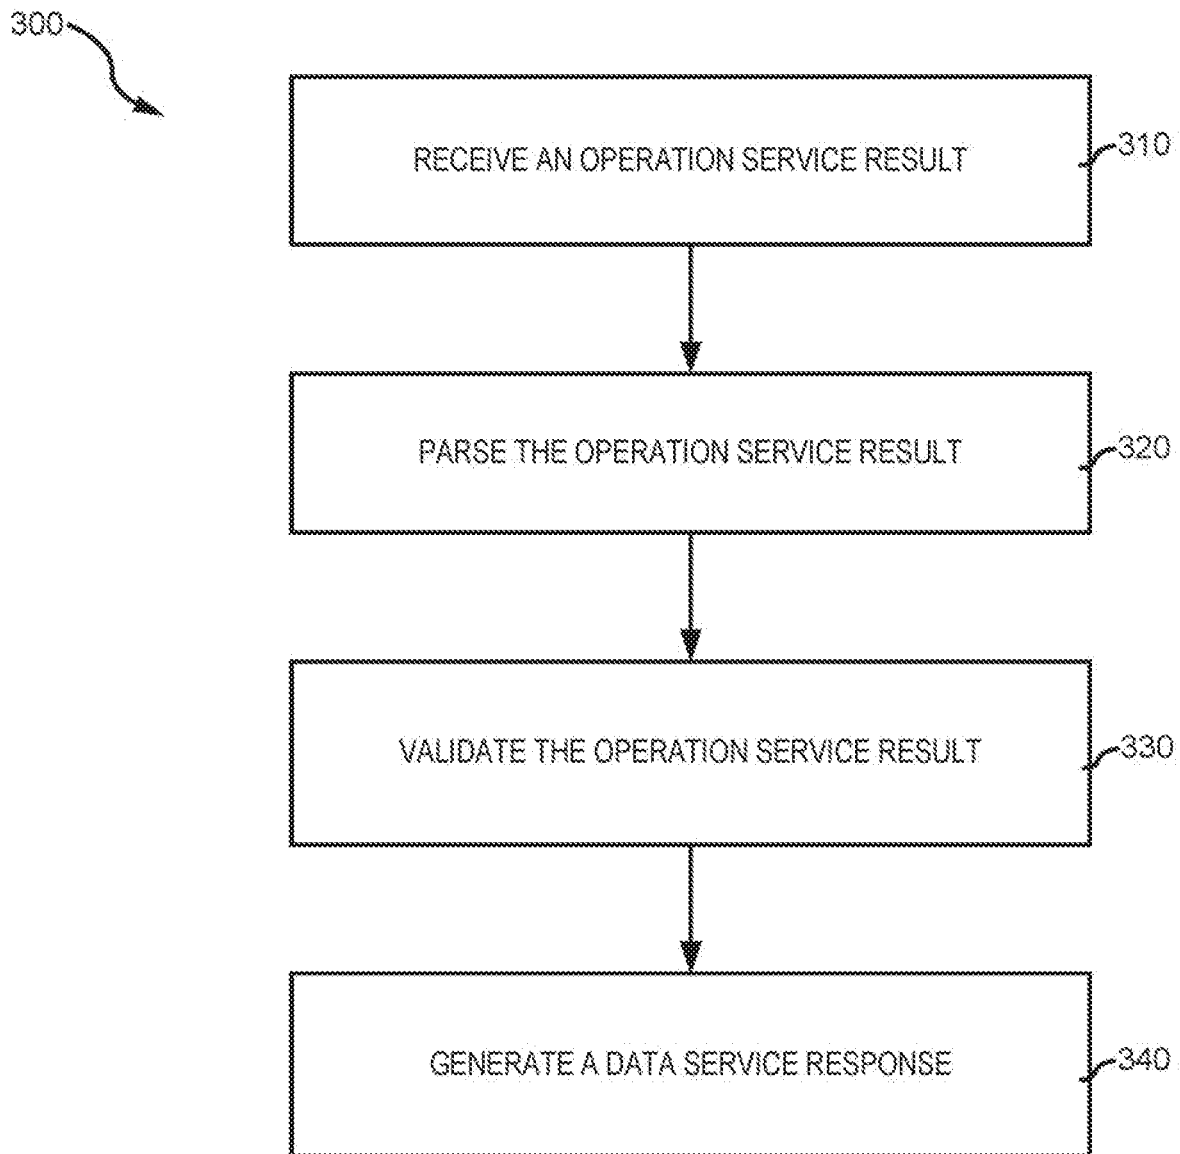 300
RECEIVE AN OPERATION SERVICE RESULT
310
PARSE THE OPERATION SERVICE RESULT
320
VALIDATE THE OPERATION SERVICE RESULT
330
GENERATE A DATA SERVICE RESPONSE
340